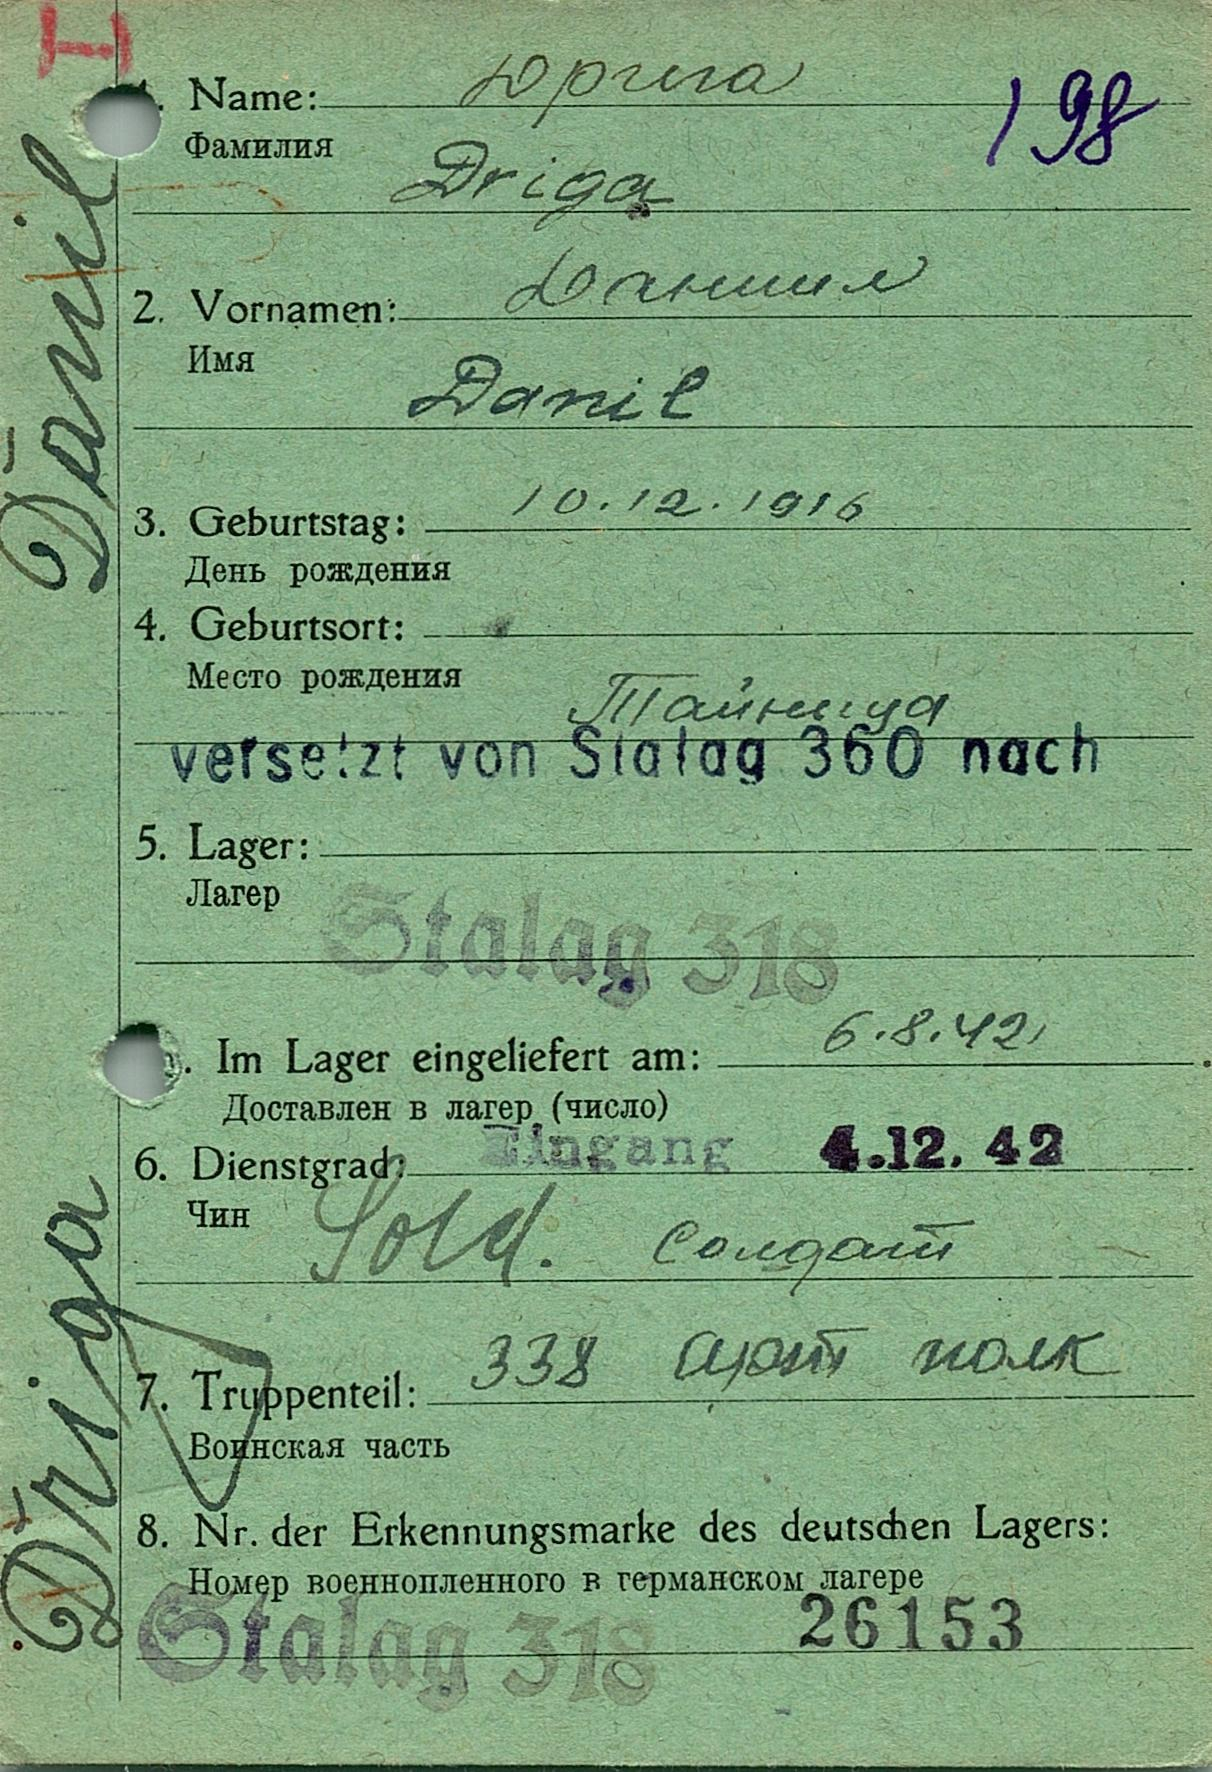 1. Name: Дрига
Фамилия
198
Driga
2. Vornamen: Даниил
Имя
Danil
3. Geburtstag: 10.12.1916
День рождения
4. Geburtsort:
Место рождения
Тайница
versetzt von Stalag 360 nach
5. Lager:
Лагер
Stalag 318
. Im Lager eingeliefert am: 6.8.42
Доставлен в лагер (число)
Eingang 4.12.42
6. Dienstgrad:
Чин
Sold. солдат
7. Truppenteil: 338 арт полк
Воинская часть
8. Nr. der Erkennungsmarke des deutschen Lagers:
Номер военнопленного в германском лагере
Stalag 318 26153
Driga Danil